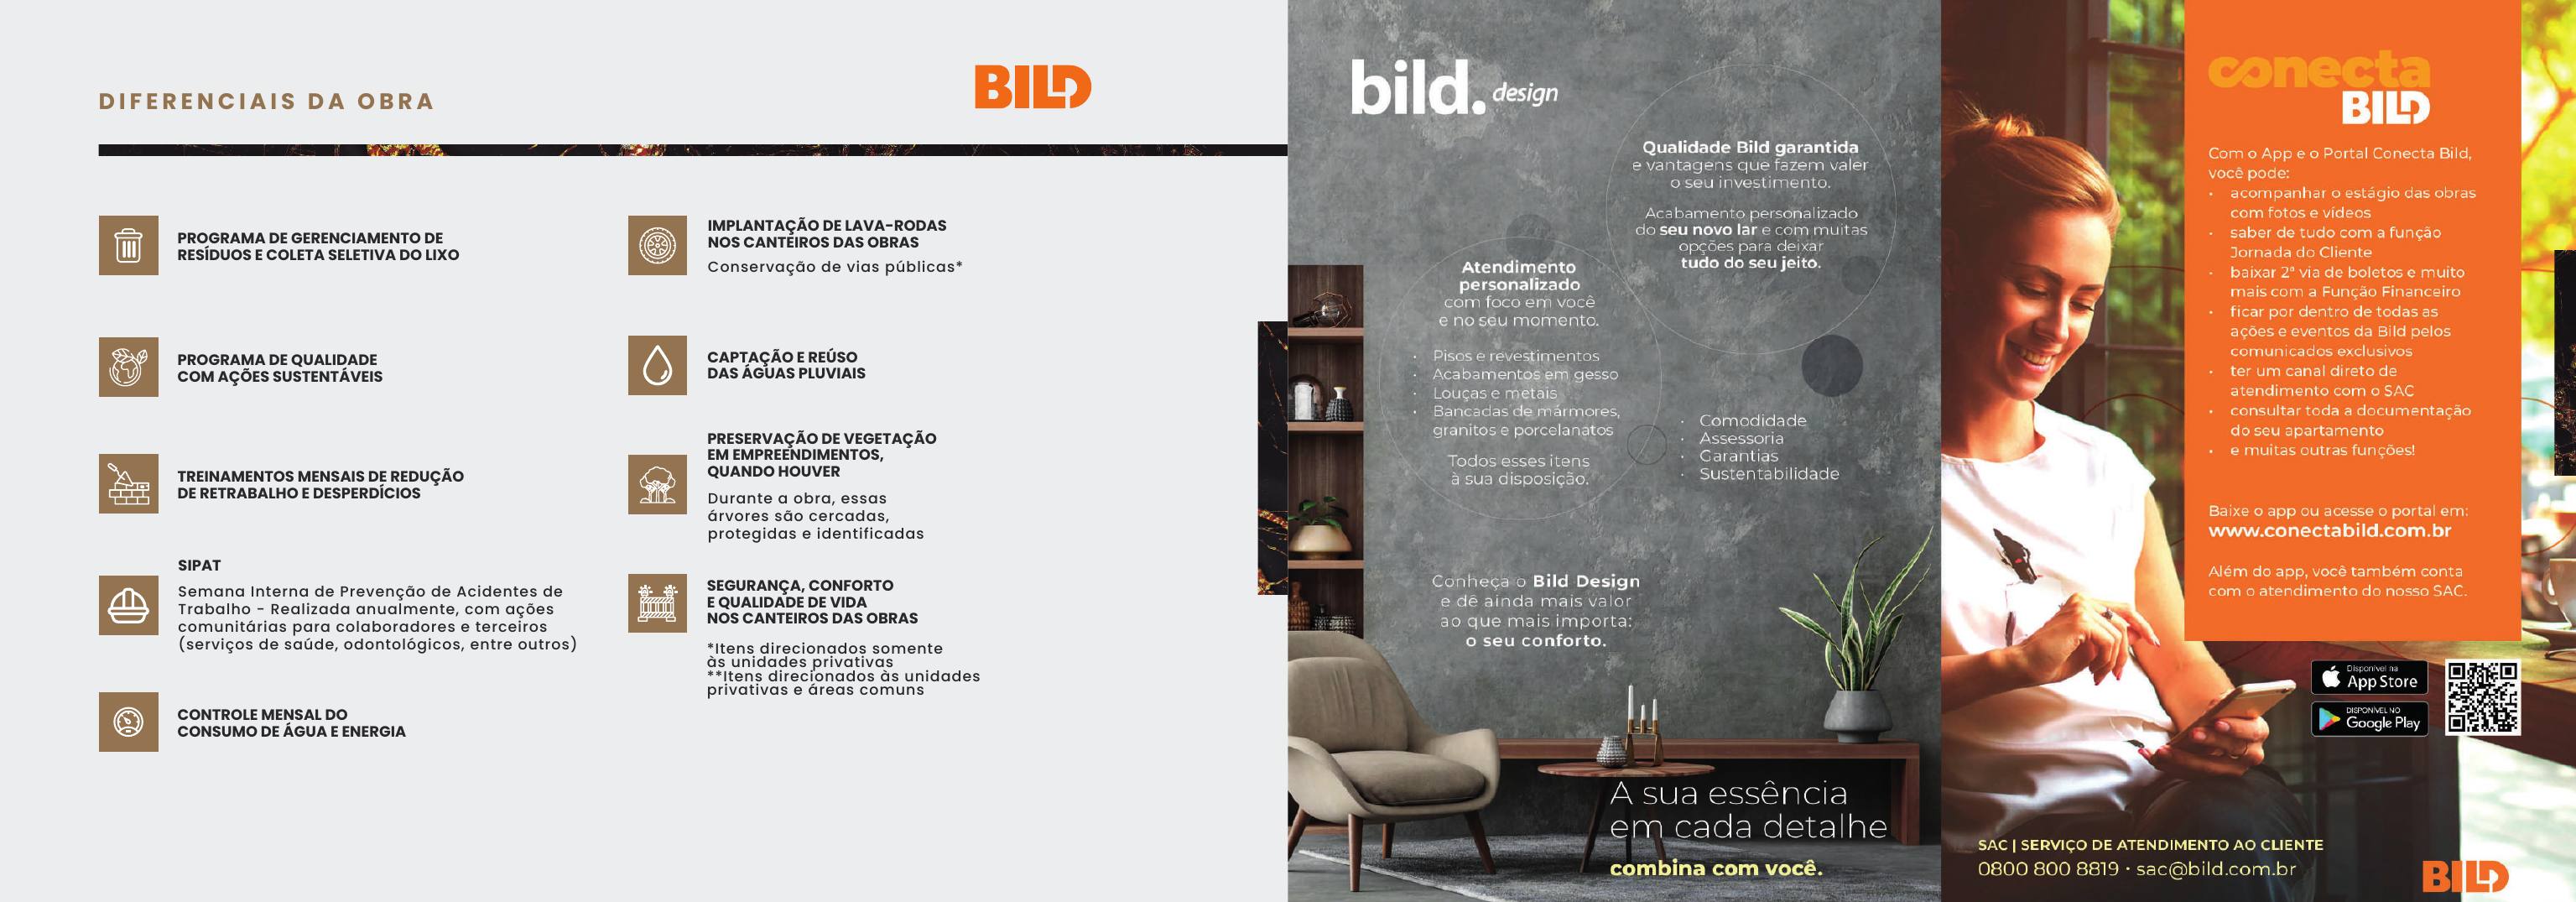 DIFERENCIAIS DA OBRA
BILD
PROGRAMA DE GERENCIAMENTO DE
RESÍDUOS E COLETA SELETIVA DO LIXO
PROGRAMA DE QUALIDADE
COM AÇÕES SUSTENTÁVEIS
TREINAMENTOS MENSAIS DE REDUÇÃO
DE RETRABALHO E DESPERDÍCIOS
SIPAT
Semana Interna de Prevenção de Acidentes de
Trabalho - Realizada anualmente, com ações
comunitárias para colaboradores e terceiros
(serviços de saúde, odontológicos, entre outros)
CONTROLE MENSAL DO
CONSUMO DE ÁGUA E ENERGIA
IMPLANTAÇÃO DE LAVA-RODAS
NOS CANTEIROS DAS OBRAS
Conservação de vias públicas*
CAPTAÇÃO E REÚSO
DAS ÁGUAS PLUVIAIS
PRESERVAÇÃO DE VEGETAÇÃO
EM EMPREENDIMENTOS,
QUANDO HOUVER
Durante a obra, essas
árvores são cercadas,
protegidas e identificadas
SEGURANÇA, CONFORTO
E QUALIDADE DE VIDA
NOS CANTEIROS DAS OBRAS
*Itens direcionados somente
às unidades privativas
**Itens direcionados às unidades
privativas e áreas comuns
bild. design
Qualidade Bild garantida
e vantagens que fazem valer
o seu investimento.
Acabamento personalizado
do seu novo lar e com muitas
opções para deixar
tudo do seu jeito.
Atendimento
personalizado
com foco em você
e no seu momento.
• Pisos e revestimentos
• Acabamentos em gesso
• Louças e metais
• Bancadas de mármores,
granitos e porcelanatos
Todos esses itens
à sua disposição.
• Comodidade
• Assessoria
• Garantias
• Sustentabilidade
Conheça o Bild Design
e dê ainda mais valor
ao que mais importa:
o seu conforto.
A sua essência
em cada detalhe
combina com você.
conecta
BILD
Com o App e o Portal Conecta Bild,
você pode:
• acompanhar o estágio das obras
com fotos e vídeos
• saber de tudo com a função
Jornada do Cliente
• baixar 2ª via de boletos e muito
mais com a Função Financeiro
• ficar por dentro de todas as
ações e eventos da Bild pelos
comunicados exclusivos
• ter um canal direto de
atendimento com o SAC
• consultar toda a documentação
do seu apartamento
• e muitas outras funções!
Baixe o app ou acesse o portal em:
www.conectabild.com.br
Além do app, você também conta
com o atendimento do nosso SAC.
Disponível na
App Store
DISPONÍVEL NO
Google Play
SAC | SERVIÇO DE ATENDIMENTO AO CLIENTE
0800 800 8819 • sac@bild.com.br
BILD